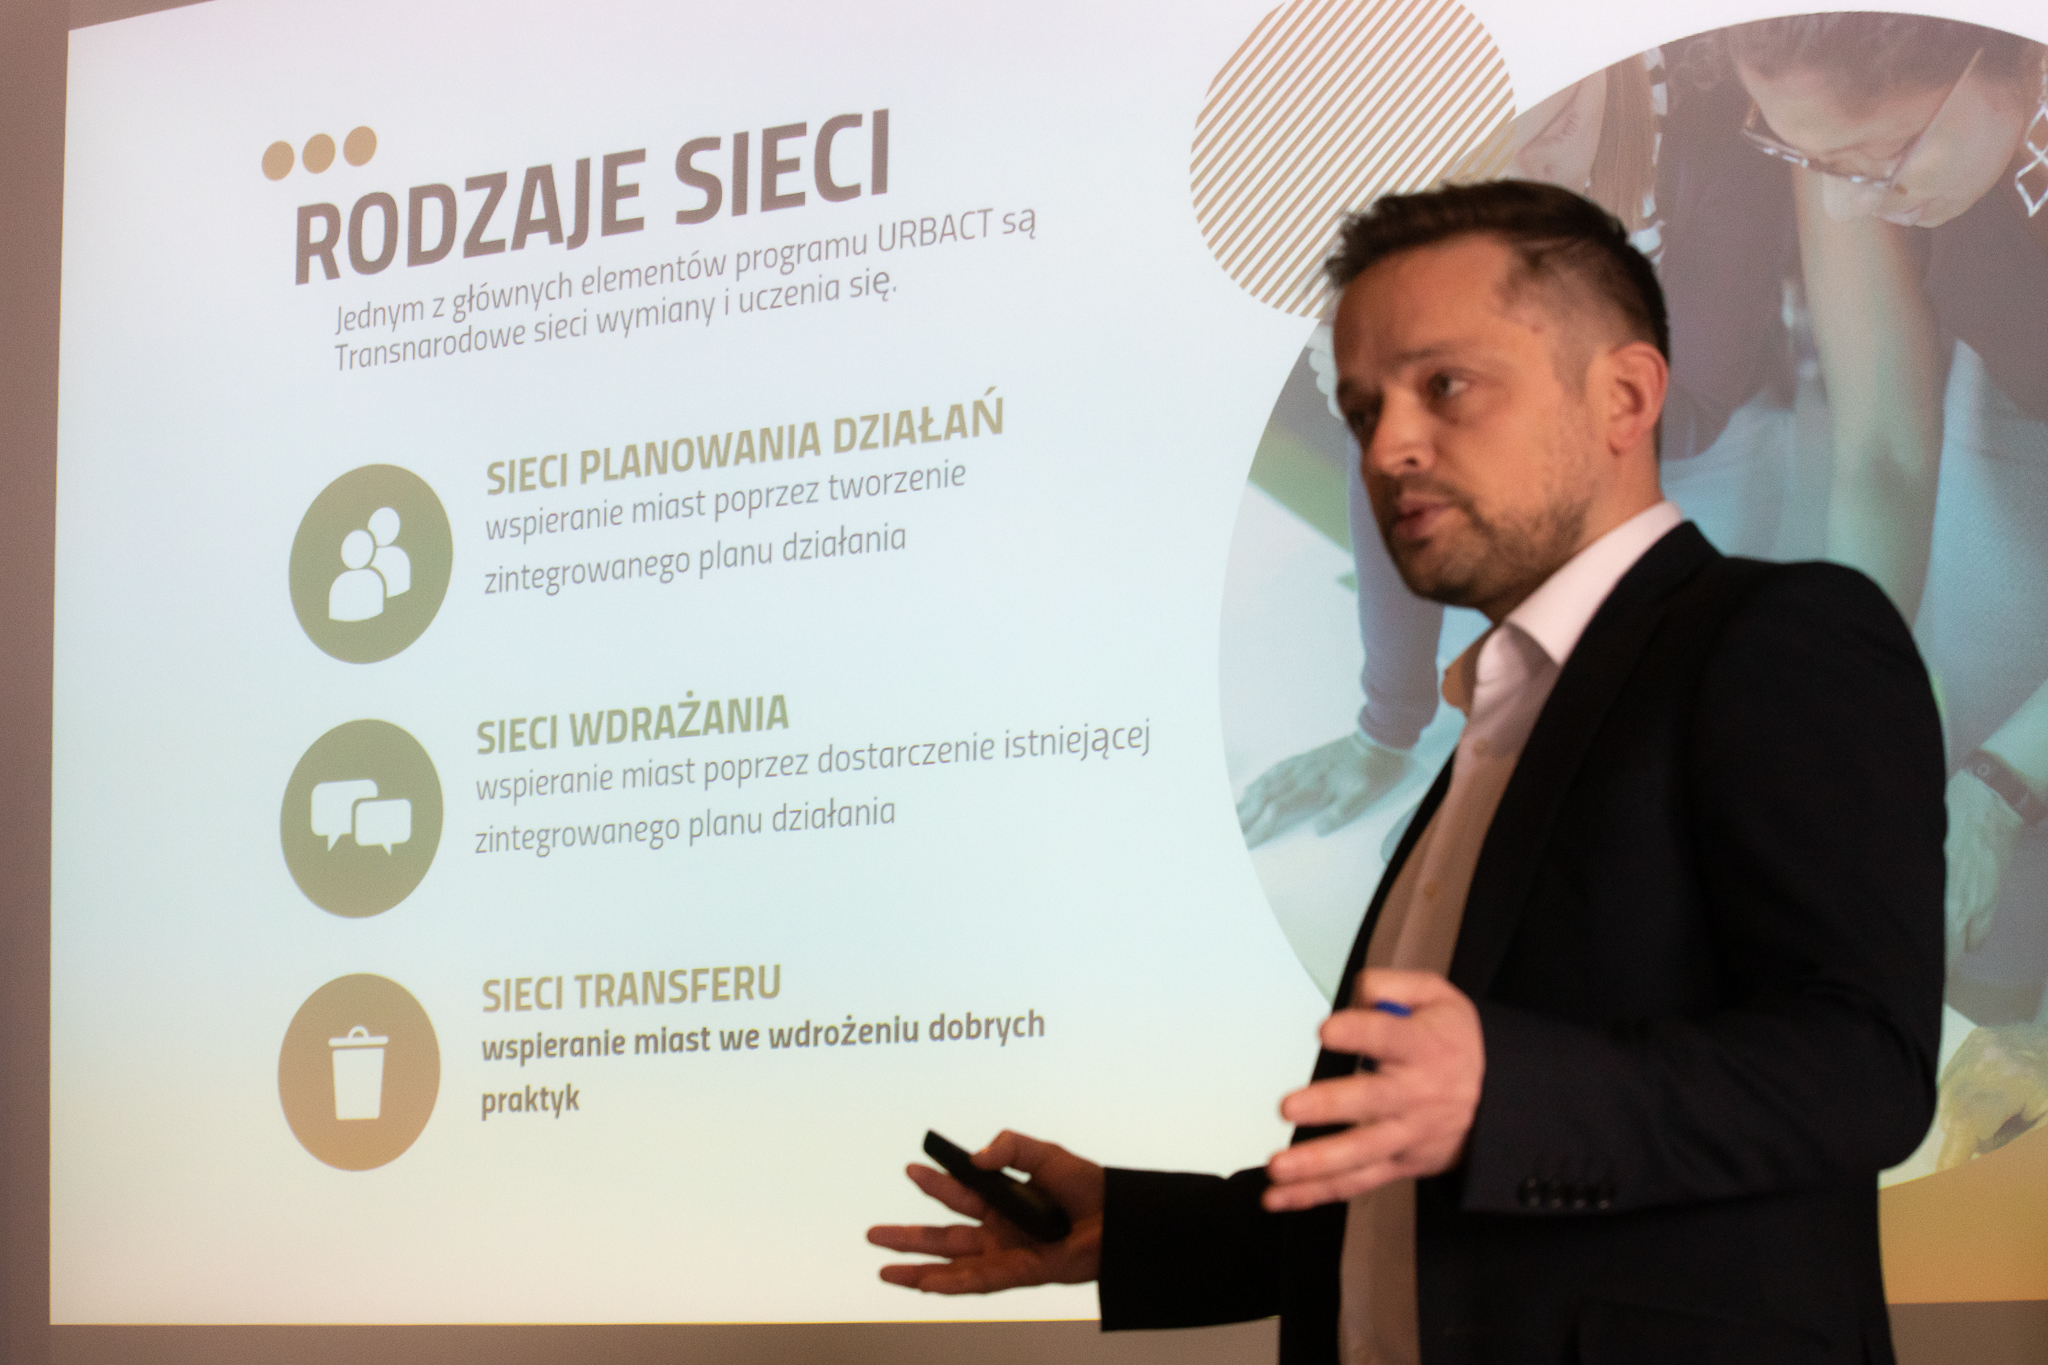 RODZAJE SIECI
Jednym z głównych elementów programu URBACT są
Transnarodowe sieci wymiany i uczenia się.
SIECI PLANOWANIA DZIAŁAŃ
wspieranie miast poprzez tworzenie
zintegrowanego planu działania
SIECI WDRAŻANIA
wspieranie miast poprzez dostarczenie istniejącej
zintegrowanego planu działania
SIECI TRANSFERU
wspieranie miast we wdrożeniu dobrych
praktyk